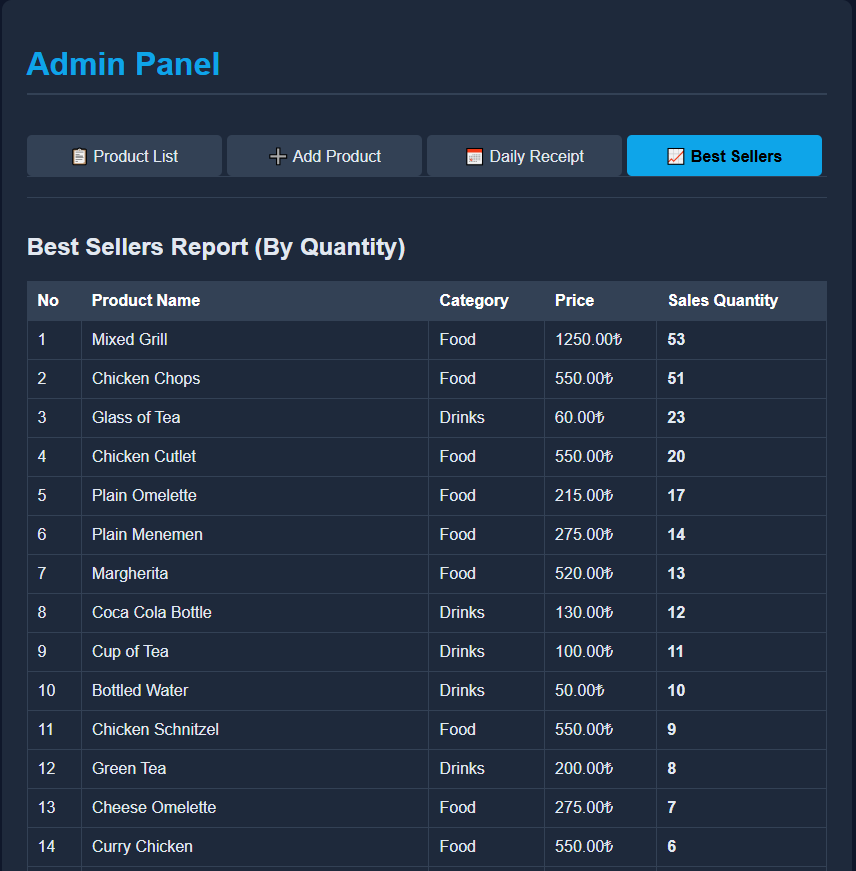 Admin Panel
📋 Product List ➕ Add Product 📅 Daily Receipt 📈 Best Sellers
Best Sellers Report (By Quantity)
No Product Name Category Price Sales Quantity
1 Mixed Grill Food 1250.00₺ 53
2 Chicken Chops Food 550.00₺ 51
3 Glass of Tea Drinks 60.00₺ 23
4 Chicken Cutlet Food 550.00₺ 20
5 Plain Omelette Food 215.00₺ 17
6 Plain Menemen Food 275.00₺ 14
7 Margherita Food 520.00₺ 13
8 Coca Cola Bottle Drinks 130.00₺ 12
9 Cup of Tea Drinks 100.00₺ 11
10 Bottled Water Drinks 50.00₺ 10
11 Chicken Schnitzel Food 550.00₺ 9
12 Green Tea Drinks 200.00₺ 8
13 Cheese Omelette Food 275.00₺ 7
14 Curry Chicken Food 550.00₺ 6